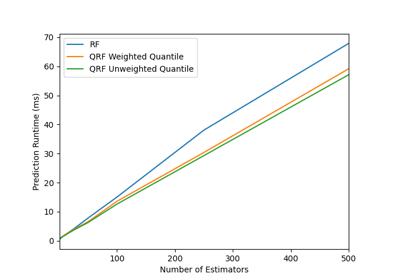 70
60
50
40
30
20
10
0
Prediction Runtime (ms)
RF
QRF Weighted Quantile
QRF Unweighted Quantile
100
200
300
400
500
Number of Estimators